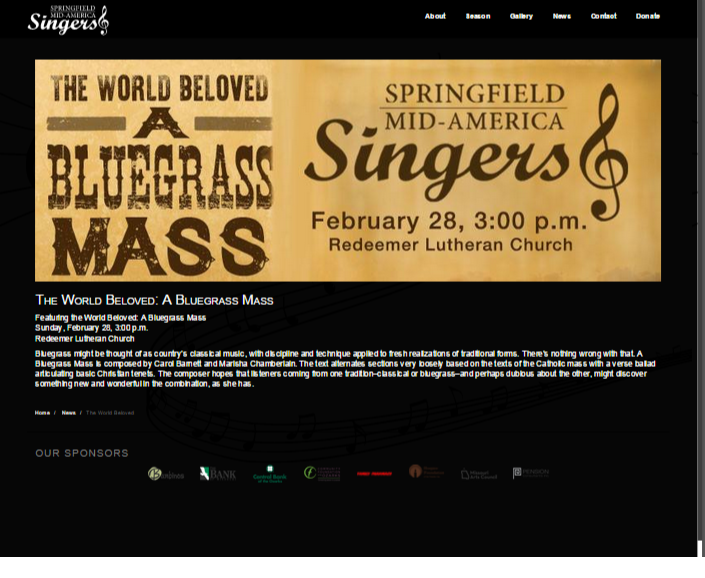 SPRINGFIELD
MID-AMERICA
Singers
About Season Gallery News Contact Donate
THE WORLD BELOVED
A
BLUEGRASS
MASS
SPRINGFIELD
MID-AMERICA
Singers
February 28, 3:00 p.m.
Redeemer Lutheran Church
The World Beloved: A Bluegrass Mass
Featuring the World Beloved: A Bluegrass Mass
Sunday, February 28, 3:00 p.m.
Redeemer Lutheran Church
Bluegrass might be thought of as country's classical music, with discipline and technique applied to fresh realizations of traditional forms. There's nothing wrong with that. A
Bluegrass Mass is composed by Carol Barnett and Marisha Chamberlain. The text alternates sections very loosely based on the texts of the Catholic mass with a verse ballad
articulating basic Christian tenets. The composer hopes that listeners coming from one tradition-classical or bluegrass--and perhaps dubious about the other, might discover
something new and wonderful in the combination, as she has.
Home / News / The World Beloved
OUR SPONSORS
BANK
Central Bank